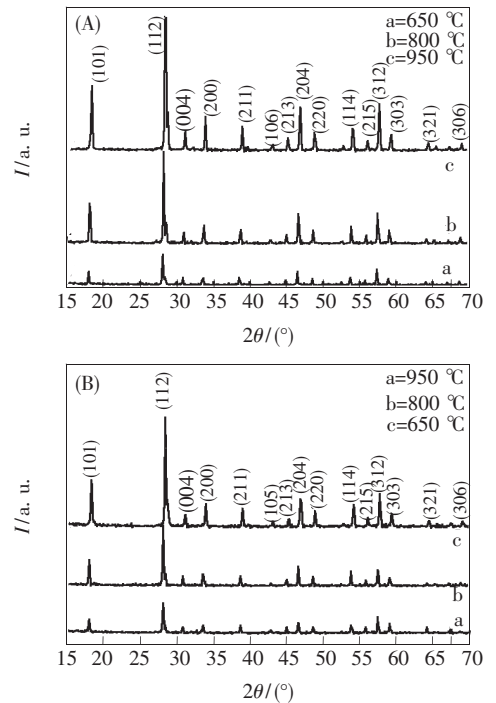 (A)
a=650 ℃
b=800 ℃
c=950 ℃
(101)
(112)
(004)
(200)
(211)
(106)
(213)
(204)
(220)
(114)
(215)
(312)
(303)
(321)
(306)
I/a. u.
c
b
a
15 20 25 30 35 40 45 50 55 60 65 70
2θ/(°)
(B)
a=950 ℃
b=800 ℃
c=650 ℃
(101)
(112)
(004)
(200)
(211)
(105)
(213)
(204)
(220)
(114)
(215)
(312)
(303)
(321)
(306)
I/a. u.
c
b
a
15 20 25 30 35 40 45 50 55 60 65 70
2θ/(°)